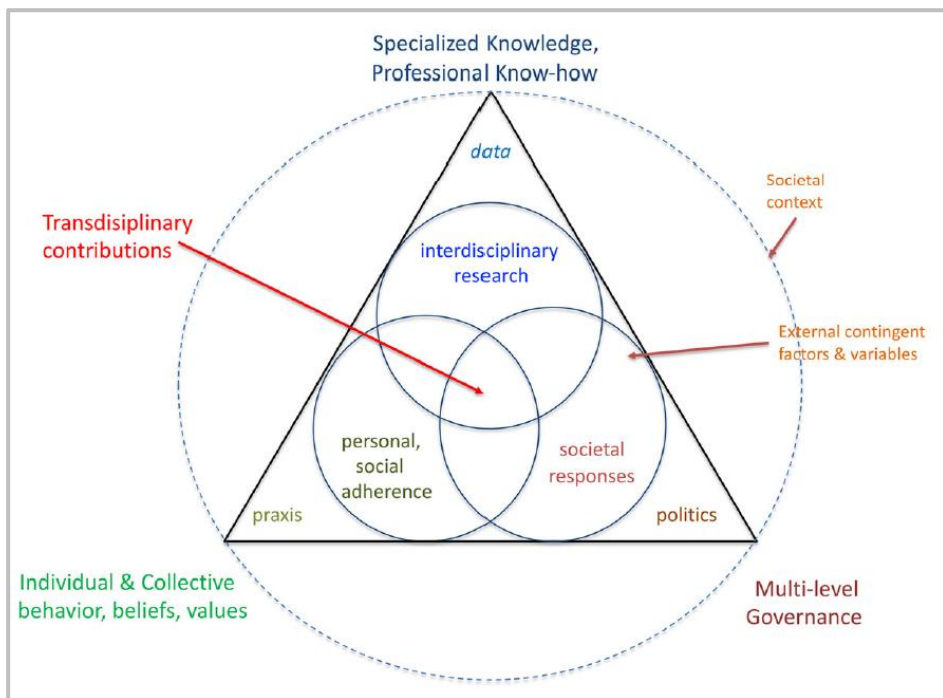 Specialized Knowledge,
Professional Know-how
data
Societal
context
Transdisiplinary
contributions
interdisciplinary
research
External contingent
factors & variables
personal,
social
adherence
societal
responses
praxis
politics
Individual & Collective
behavior, beliefs, values
Multi-level
Governance